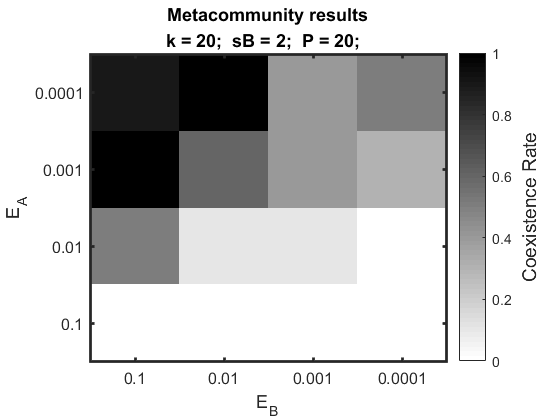 Metacommunity results
k = 20;  sB = 2;  P = 20;
0.0001
0.001
0.01
0.1
E_A
0.1
0.01
0.001
0.0001
E_B
1
0.8
0.6
0.4
0.2
0
Coexistence Rate